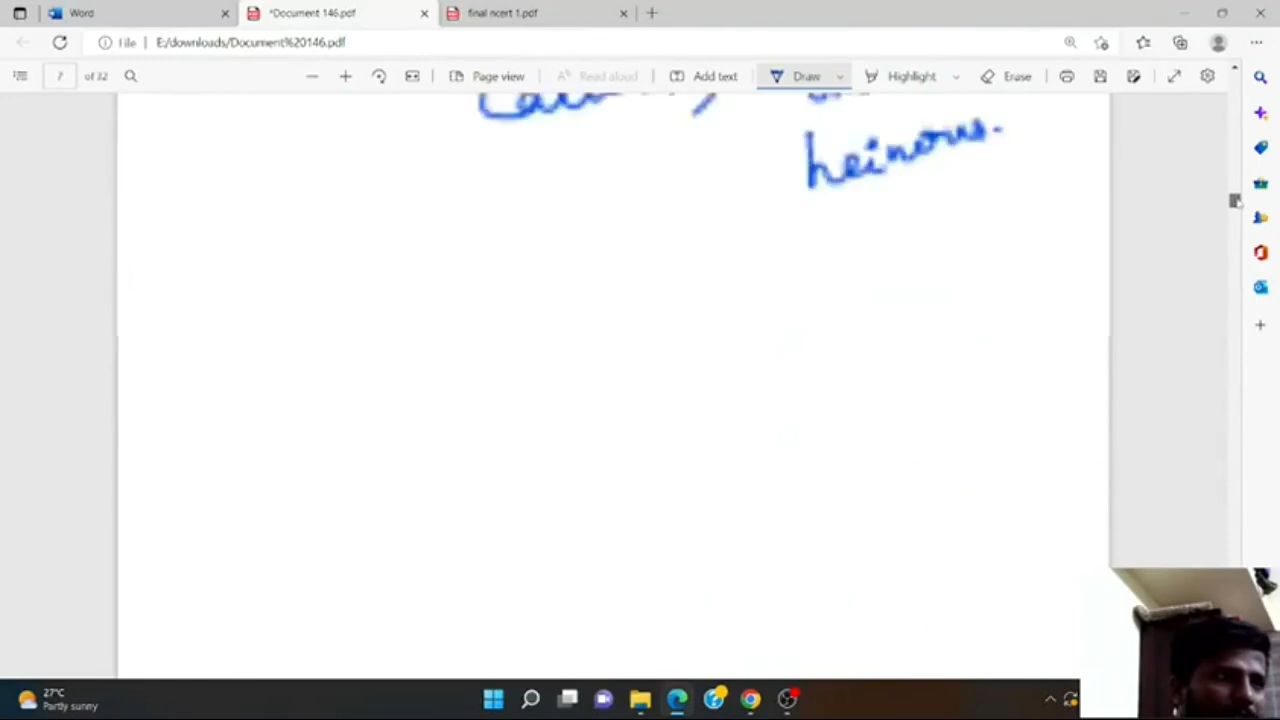 Word
*Document 146.pdf
final ncert 1.pdf
File
E:/downloads/Document%20146.pdf
7
of 32
Page view
Read aloud
Add text
Draw
Highlight
Erase
heinous.
27°C
Partly sunny